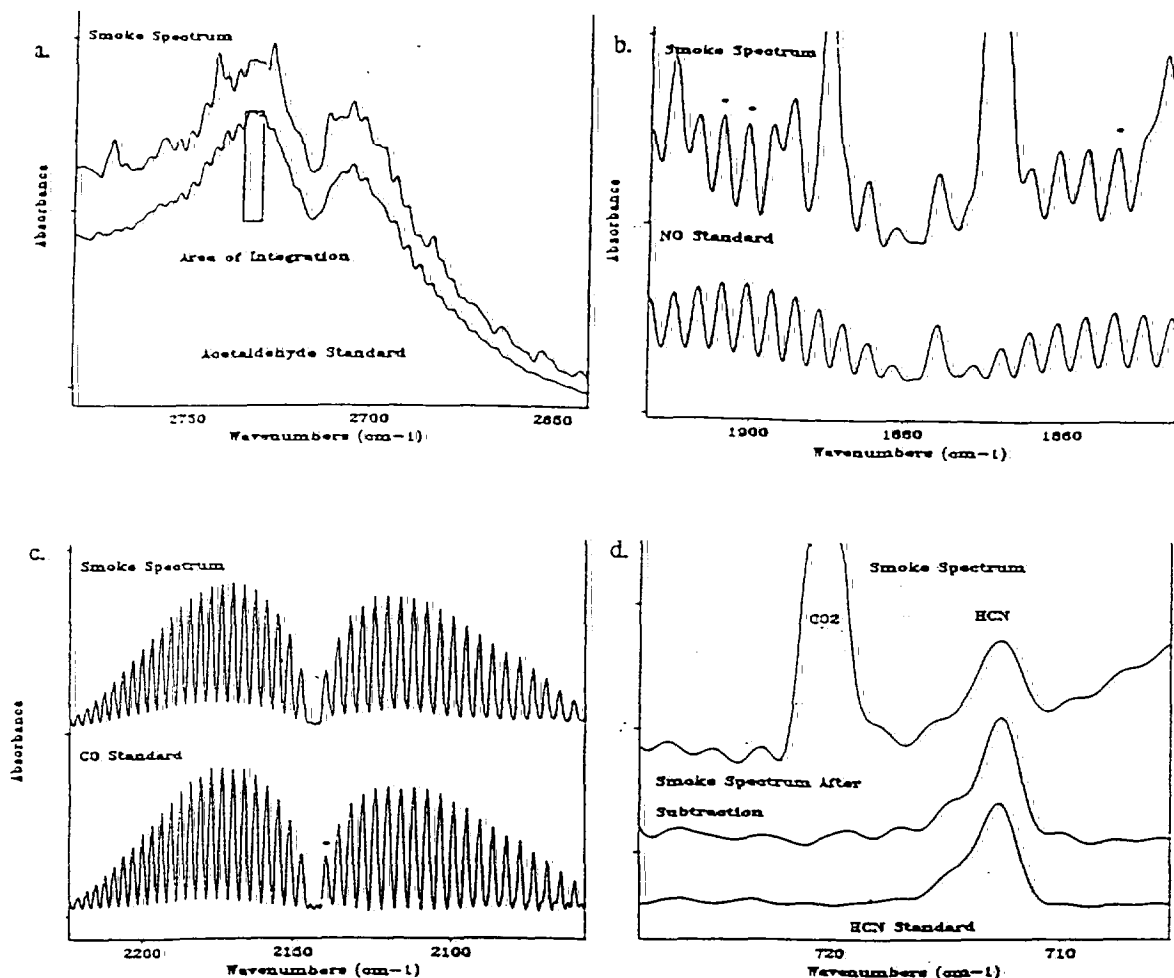 a.
Smoke Spectrum
Absorbance
Area of Integration
Acetaldehyde Standard
2730
2700
2650
Wavenumbers (cm-1)
b.
Smoke Spectrum
Absorbance
NO Standard
1900
1880
1860
Wavenumbers (cm-1)
c.
Smoke Spectrum
Absorbance
CO Standard
2200
2150
2100
Wavenumbers (cm-1)
d.
Smoke Spectrum
CO2
HCN
Smoke Spectrum After
Subtraction
HCN Standard
720
710
Wavenumbers (cm-1)